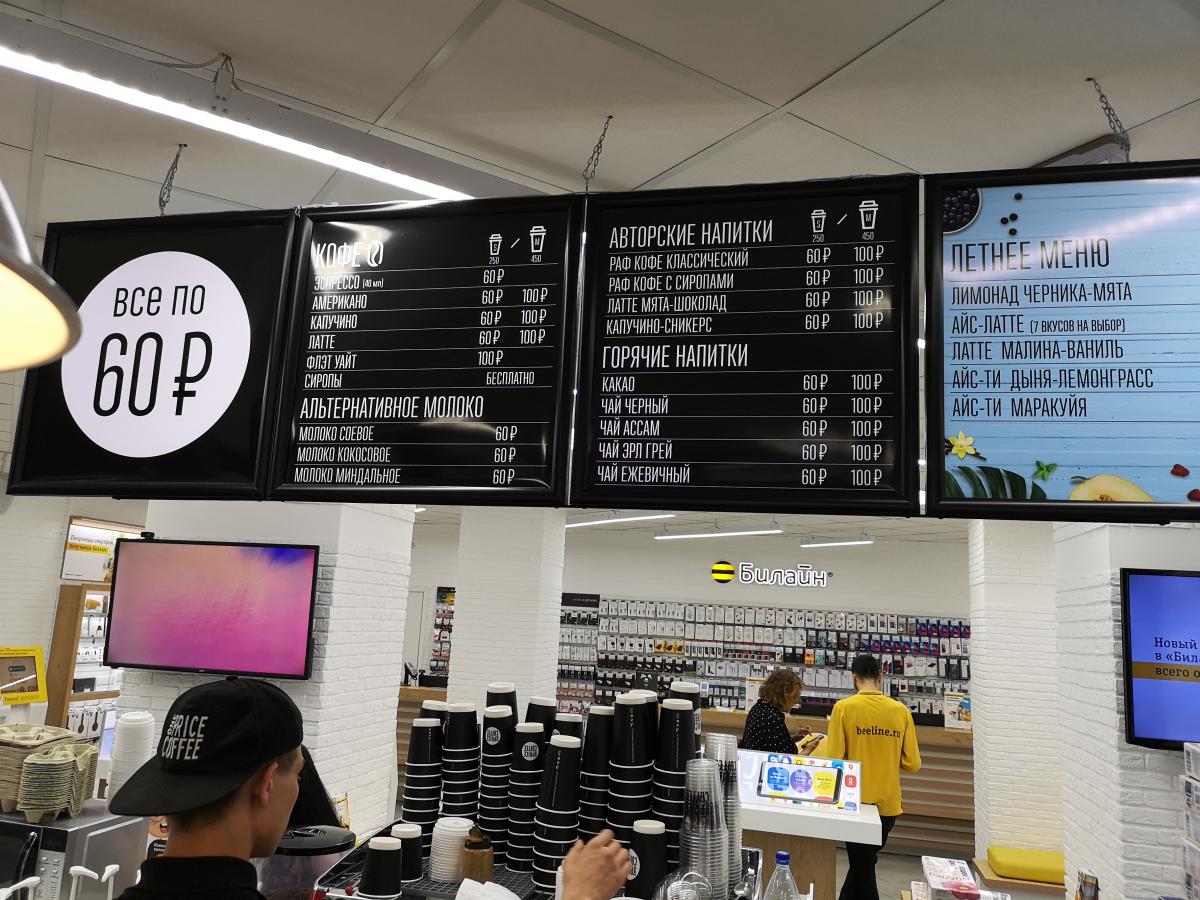 ВСЕ ПО
60 ₽
КОФЕ
S / M
250 450
ЭСПРЕССО (40 мл) 60 ₽
АМЕРИКАНО 60 ₽ 100 ₽
КАПУЧИНО 60 ₽ 100 ₽
ЛАТТЕ 60 ₽ 100 ₽
ФЛЭТ УАЙТ 100 ₽
СИРОПЫ БЕСПЛАТНО
АЛЬТЕРНАТИВНОЕ МОЛОКО
МОЛОКО СОЕВОЕ 60 ₽
МОЛОКО КОКОСОВОЕ 60 ₽
МОЛОКО МИНДАЛЬНОЕ 60 ₽
АВТОРСКИЕ НАПИТКИ
S / M
250 450
РАФ КОФЕ КЛАССИЧЕСКИЙ 60 ₽ 100 ₽
РАФ КОФЕ С СИРОПАМИ 60 ₽ 100 ₽
ЛАТТЕ МЯТА-ШОКОЛАД 60 ₽ 100 ₽
КАПУЧИНО-СНИКЕРС 60 ₽ 100 ₽
ГОРЯЧИЕ НАПИТКИ
КАКАО 60 ₽ 100 ₽
ЧАЙ ЧЕРНЫЙ 60 ₽ 100 ₽
ЧАЙ АССАМ 60 ₽ 100 ₽
ЧАЙ ЭРЛ ГРЕЙ 60 ₽ 100 ₽
ЧАЙ ЕЖЕВИЧНЫЙ 60 ₽ 100 ₽
ЛЕТНЕЕ МЕНЮ
ЛИМОНАД ЧЕРНИКА-МЯТА
АЙС-ЛАТТЕ (7 ВКУСОВ НА ВЫБОР)
ЛАТТЕ МАЛИНА-ВАНИЛЬ
АЙС-ТИ ДЫНЯ-ЛЕМОНГРАСС
АЙС-ТИ МАРАКУЙЯ
Билайн
beeline.ru
Новый
в «Била
всего о
ONE
PRICE
COFFEE